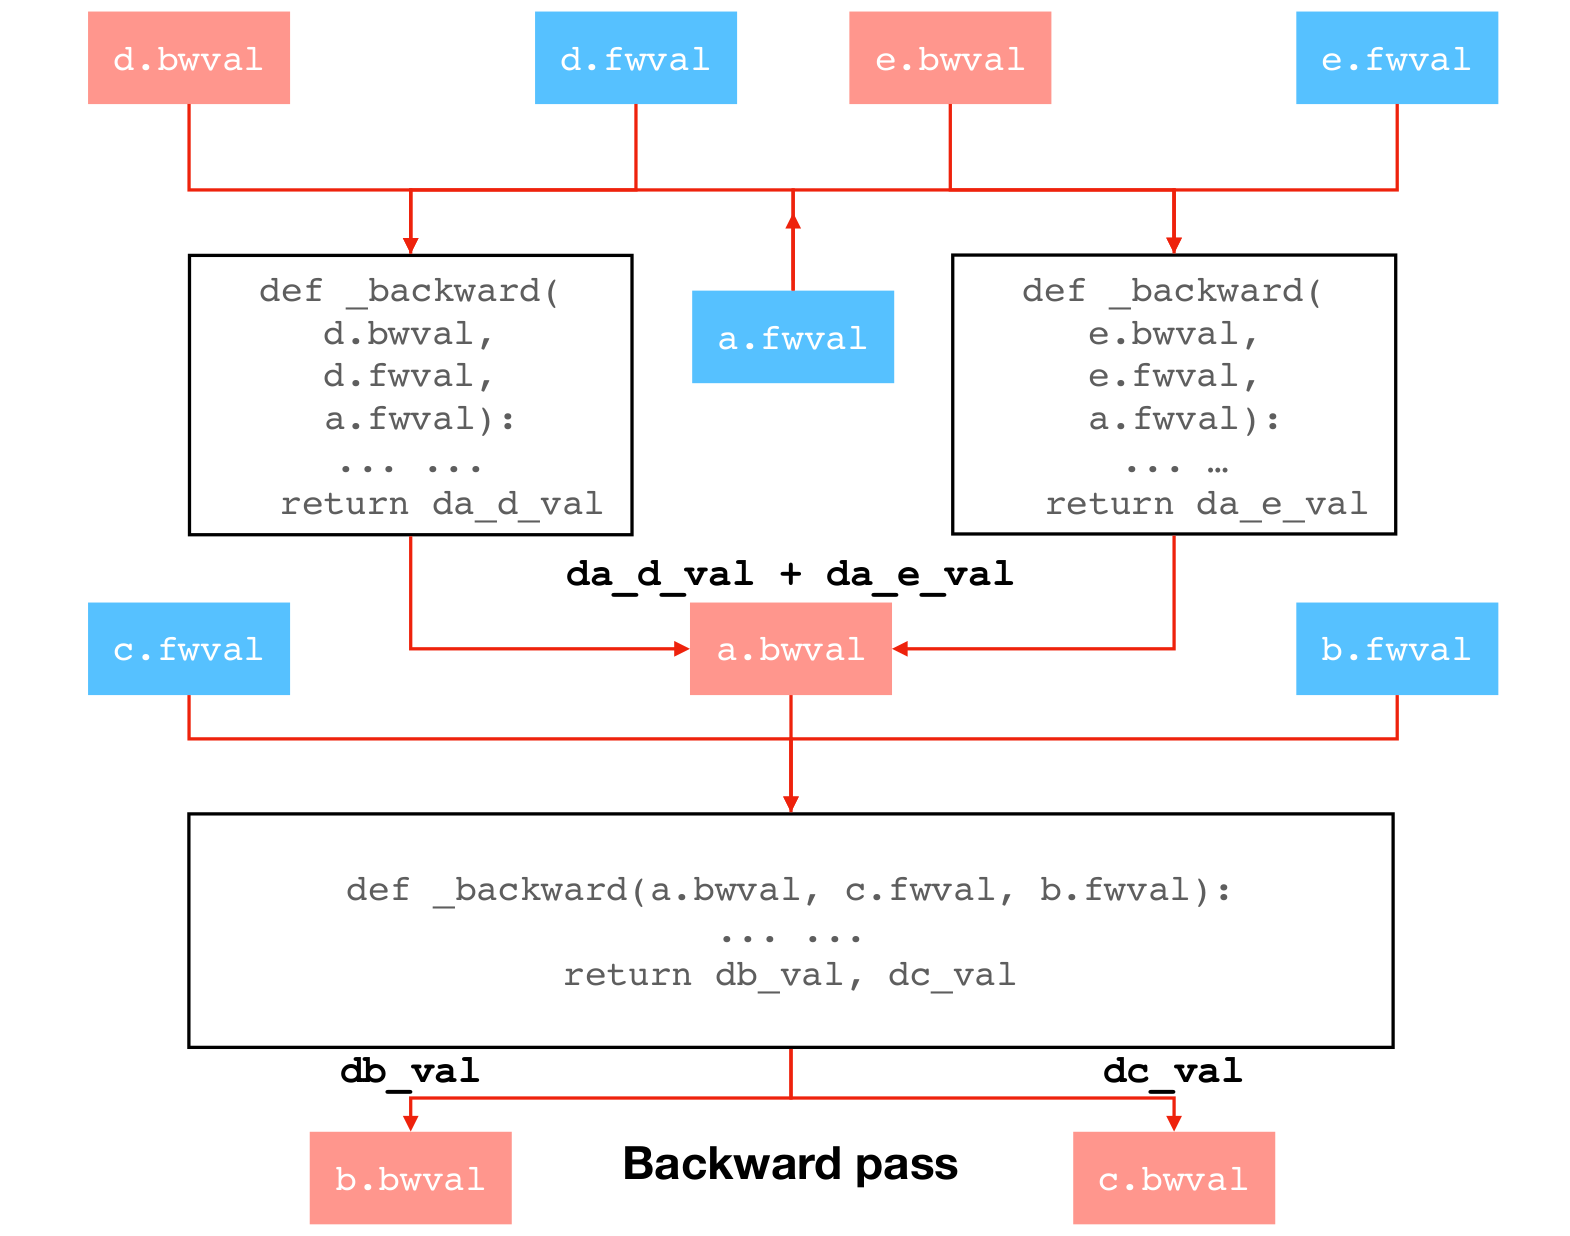 d.bwval
d.fwval
e.bwval
e.fwval
def _backward(
d.bwval,
d.fwval,
a.fwval):
... ...
return da_d_val
a.fwval
def _backward(
e.bwval,
e.fwval,
a.fwval):
... …
return da_e_val
da_d_val + da_e_val
c.fwval
a.bwval
b.fwval
def _backward(a.bwval, c.fwval, b.fwval):
... ...
return db_val, dc_val
db_val
dc_val
b.bwval
Backward pass
c.bwval